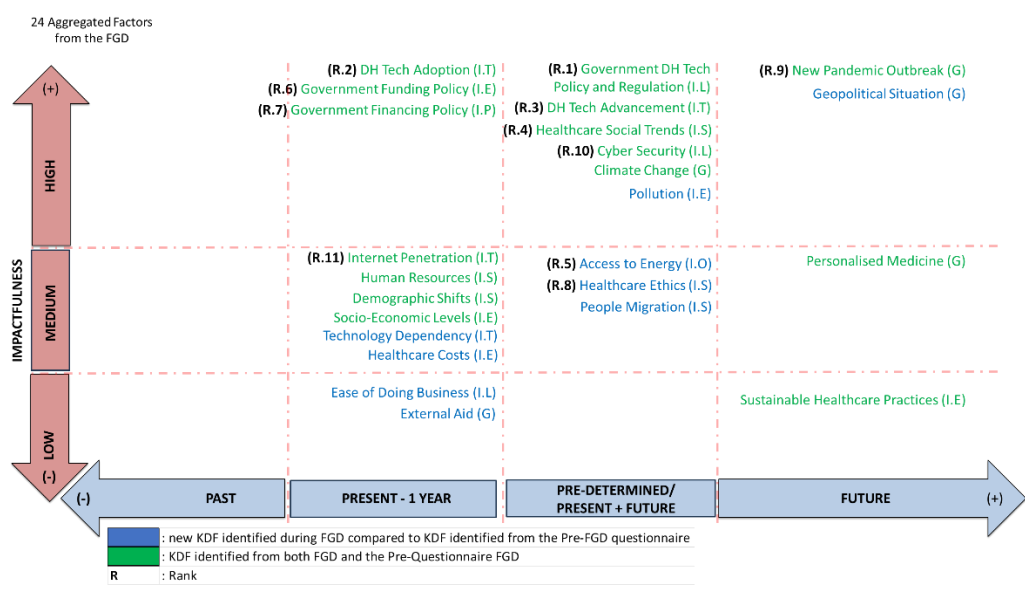 24 Aggregated Factors
from the FGD
(+)
HIGH
IMPACTFULNESS
MEDIUM
LOW
(-)
(R.2) DH Tech Adoption (I.T)
(R.6) Government Funding Policy (I.E)
(R.7) Government Financing Policy (I.P)
(R.1) Government DH Tech
Policy and Regulation (I.L)
(R.3) DH Tech Advancement (I.T)
(R.4) Healthcare Social Trends (I.S)
(R.10) Cyber Security (I.L)
Climate Change (G)
Pollution (I.E)
(R.9) New Pandemic Outbreak (G)
Geopolitical Situation (G)
(R.11) Internet Penetration (I.T)
Human Resources (I.S)
Demographic Shifts (I.S)
Socio-Economic Levels (I.E)
Technology Dependency (I.T)
Healthcare Costs (I.E)
(R.5) Access to Energy (I.O)
(R.8) Healthcare Ethics (I.S)
People Migration (I.S)
Personalised Medicine (G)
Ease of Doing Business (I.L)
External Aid (G)
Sustainable Healthcare Practices (I.E)
(-)
PAST
PRESENT - 1 YEAR
PRE-DETERMINED/
PRESENT + FUTURE
FUTURE
(+)
: new KDF identified during FGD compared to KDF identified from the Pre-FGD questionnaire
: KDF identified from both FGD and the Pre-Questionnaire FGD
R : Rank